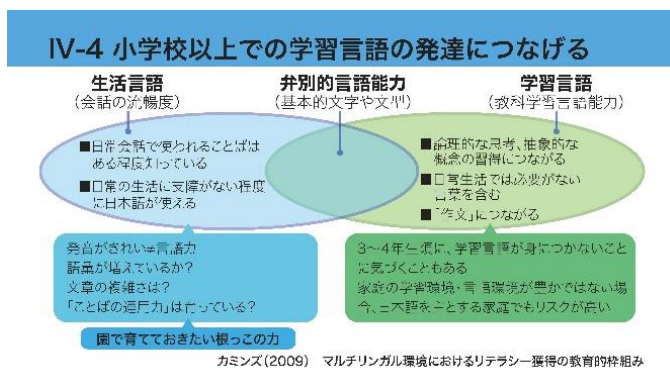 IV-4 小学校以上での学習言語の発達につなげる
生活言語
(会話の流暢度)
弁別的言語能力
(基本的文字や文型)
学習言語
(教科学習言語能力)
■日常会話で使われることばは
ある程度知っている
■日常の生活に支障がない程度
に日本語が使える
■論理的な思考、抽象的な
概念の習得につながる
■日常生活では必要がない
言葉を含む
■「作文」につながる
発音がきれい≠言語力
語彙が増えているか?
文章の複雑さは?
「ことばの運用力」は育っている?
園で育てておきたい根っこの力
3~4年生頃に、学習言語が身につかないこと
に気づくこともある
家庭の学習環境・言語環境が豊かではない場
合、日本語を主とする家庭でもリスクが高い
カミンズ(2009) マルチリンガル環境におけるリテラシー獲得の教育的枠組み